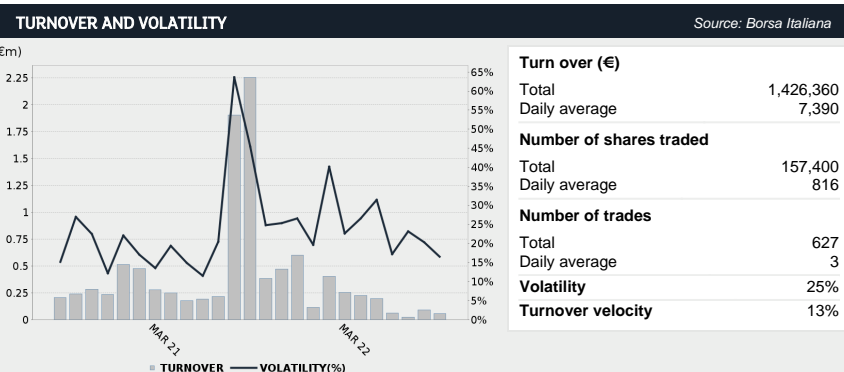 TURNOVER AND VOLATILITY
Source: Borsa Italiana
€m)
2.25
2
1.75
1.5
1.25
1
0.75
0.5
0.25
0
65%
60%
55%
50%
45%
40%
35%
30%
25%
20%
15%
10%
5%
0%
MAR 21
MAR 22
TURNOVER VOLATILITY(%)
Turn over (€)
Total 1,426,360
Daily average 7,390
Number of shares traded
Total 157,400
Daily average 816
Number of trades
Total 627
Daily average 3
Volatility 25%
Turnover velocity 13%